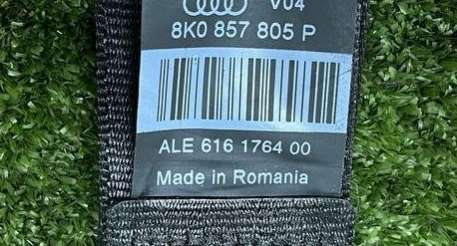 V04
8K0 857 805 P
ALE 616 1764 00
Made in Romania